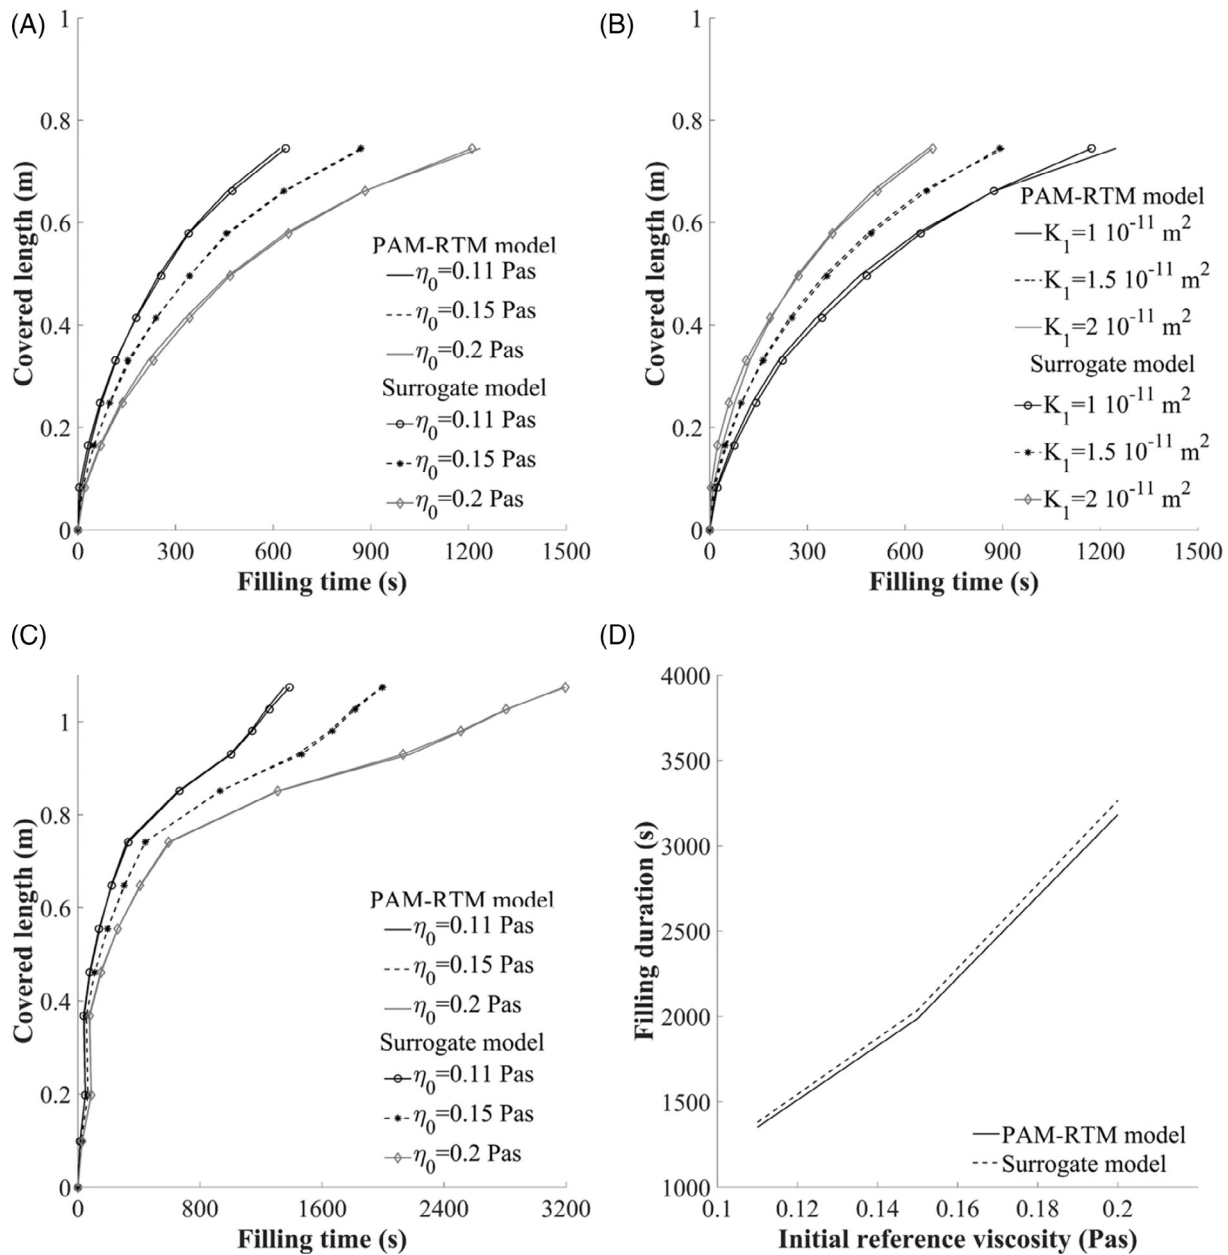 (A)
1
0.8
0.6
0.4
0.2
0
Covered length (m)
0 300 600 900 1200 1500
Filling time (s)
PAM-RTM model
η0=0.11 Pas
η0=0.15 Pas
η0=0.2 Pas
Surrogate model
η0=0.11 Pas
η0=0.15 Pas
η0=0.2 Pas
(B)
1
0.8
0.6
0.4
0.2
0
Covered length (m)
0 300 600 900 1200 1500
Filling time (s)
PAM-RTM model
K1=1 10-11 m2
K1=1.5 10-11 m2
K1=2 10-11 m2
Surrogate model
K1=1 10-11 m2
K1=1.5 10-11 m2
K1=2 10-11 m2
(C)
1
0.8
0.6
0.4
0.2
0
Covered length (m)
0 800 1600 2400 3200
Filling time (s)
PAM-RTM model
η0=0.11 Pas
η0=0.15 Pas
η0=0.2 Pas
Surrogate model
η0=0.11 Pas
η0=0.15 Pas
η0=0.2 Pas
(D)
4000
3500
3000
2500
2000
1500
1000
Filling duration (s)
0.1 0.12 0.14 0.16 0.18 0.2
Initial reference viscosity (Pas)
PAM-RTM model
Surrogate model